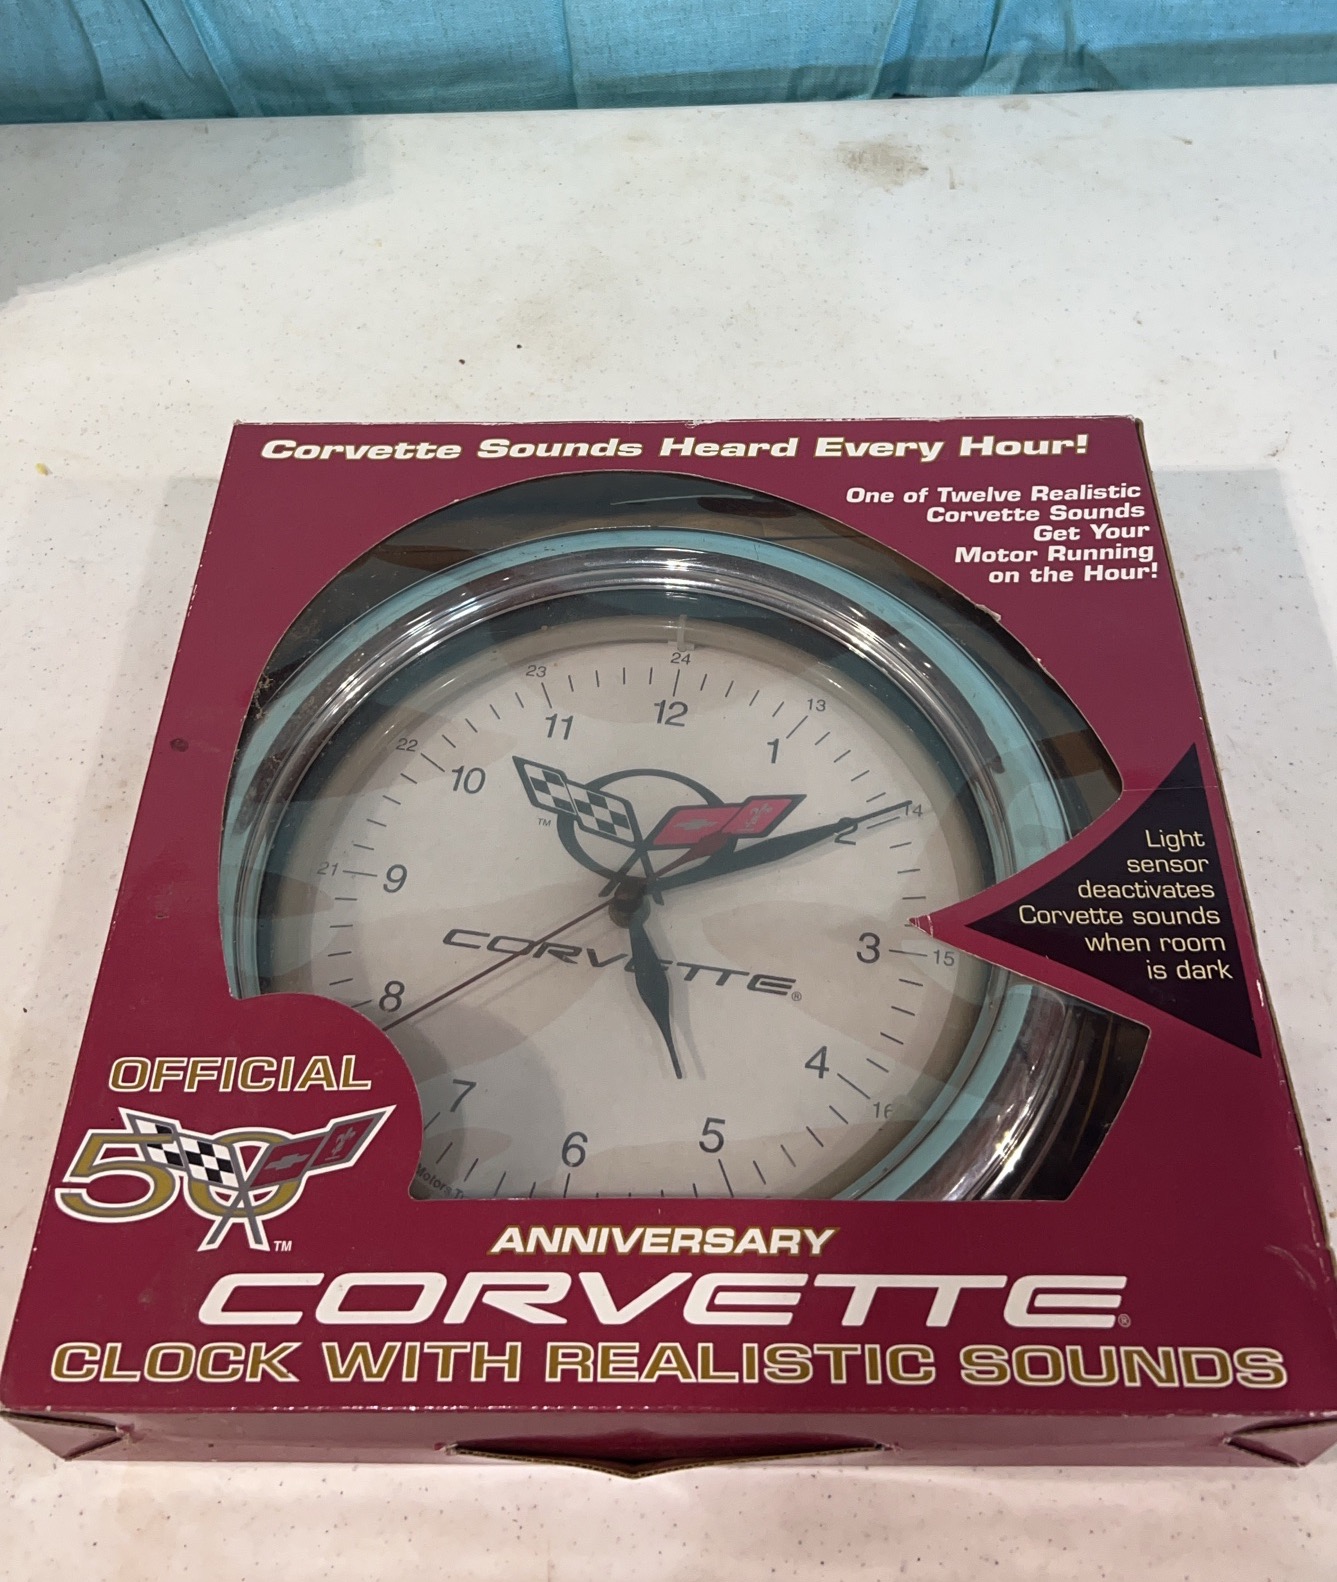 Corvette Sounds Heard Every Hour!
One of Twelve Realistic
Corvette Sounds
Get Your
Motor Running
on the Hour!
24
23
13
12
11
1
22
10
14
2
21
9
3
15
8
4
16
7
5
6
TM
CORVETTE®
Light
sensor
deactivates
Corvette sounds
when room
is dark
OFFICIAL
50
TM
ANNIVERSARY
CORVETTE®
CLOCK WITH REALISTIC SOUNDS